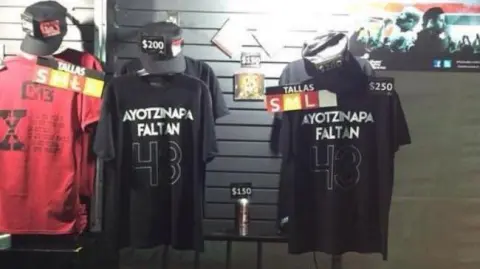 $200
TALLAS
S M L
X
AYOTZINAPA
FALTAN
43
$150
TALLAS
S M L
$250
AYOTZINAPA
FALTAN
43
$150